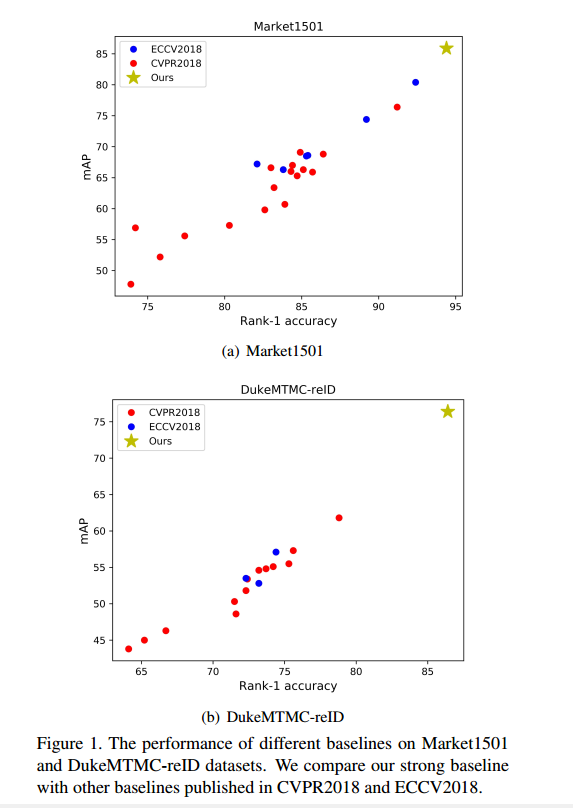 Market1501
ECCV2018
CVPR2018
Ours
85
80
75
70
65
60
55
50
mAP
75 80 85 90 95
Rank-1 accuracy
(a) Market1501
DukeMTMC-reID
CVPR2018
ECCV2018
Ours
75
70
65
60
55
50
45
mAP
65 70 75 80 85
Rank-1 accuracy
(b) DukeMTMC-reID
Figure 1. The performance of different baselines on Market1501
and DukeMTMC-reID datasets. We compare our strong baseline
with other baselines published in CVPR2018 and ECCV2018.